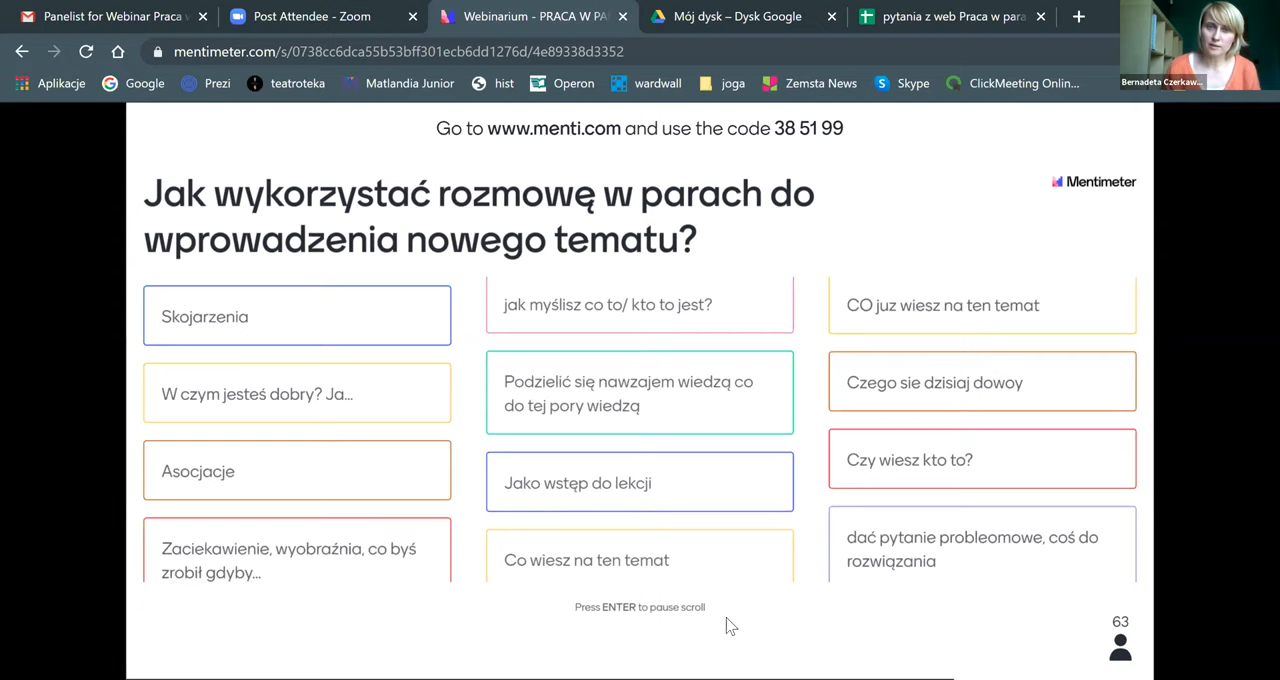 Panelist for Webinar Praca w
Post Attendee - Zoom
Webinarium - PRACA W PA
Mój dysk – Dysk Google
pytania z web Praca w para
mentimeter.com/s/0738cc6dca55b53bff301ecb6dd1276d/4e89338d3352
Aplikacje
Google
Prezi
teatroteka
Matlandia Junior
hist
Operon
wardwall
joga
Zemsta News
Skype
ClickMeeting Onlin...
Bernadeta Czerkaw...
Go to www.menti.com and use the code 38 51 99
Mentimeter
Jak wykorzystać rozmowę w parach do
wprowadzenia nowego tematu?
Skojarzenia
W czym jesteś dobry? Ja...
Asocjacje
Zaciekawienie, wyobraźnia, co byś
zrobił gdyby...
jak myślisz co to/ kto to jest?
Podzielić się nawzajem wiedzą co
do tej pory wiedzą
Jako wstęp do lekcji
Co wiesz na ten temat
CO juz wiesz na ten temat
Czego sie dzisiaj dowoy
Czy wiesz kto to?
dać pytanie probleomowe, coś do
rozwiązania
Press ENTER to pause scroll
63